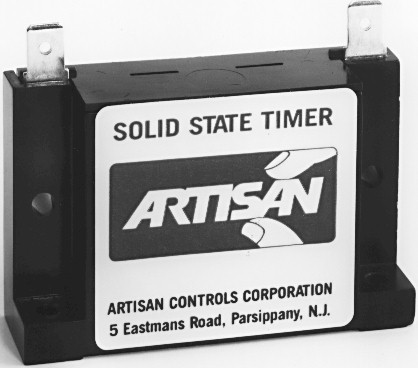 SOLID STATE TIMER
ARTISAN
ARTISAN CONTROLS CORPORATION
5 Eastmans Road, Parsippany, N.J.